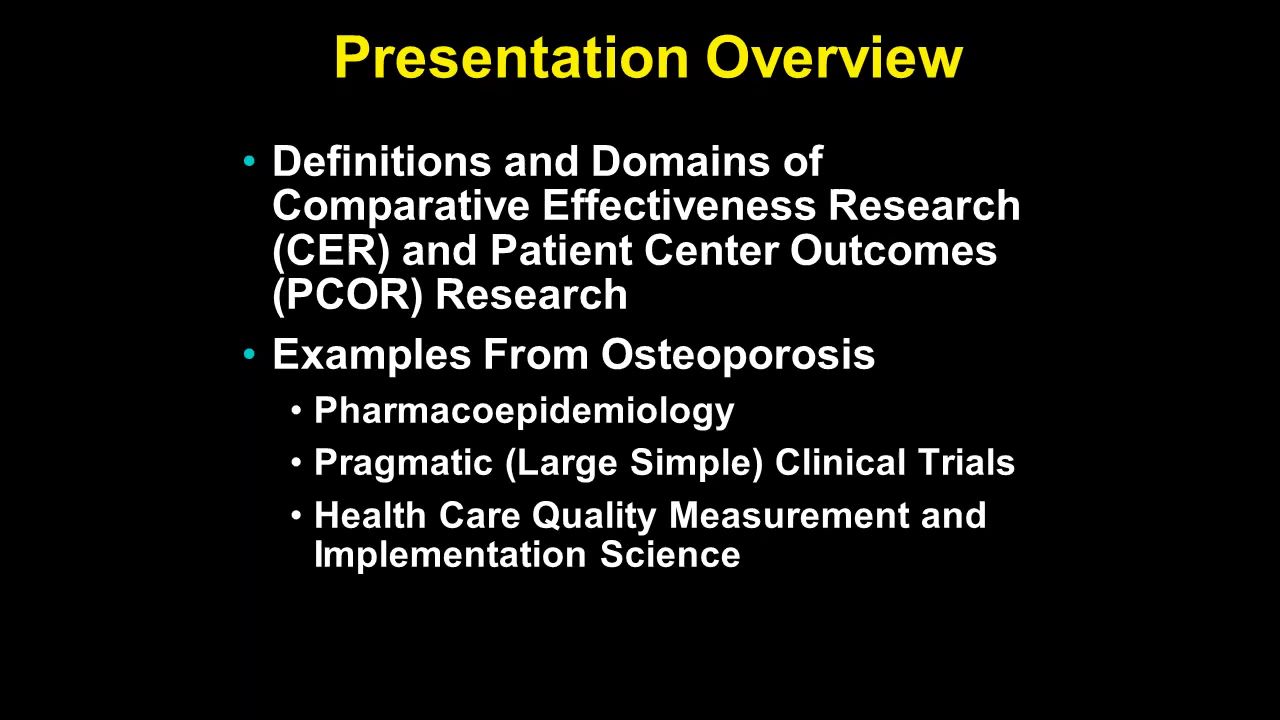 Presentation Overview
• Definitions and Domains of
Comparative Effectiveness Research
(CER) and Patient Center Outcomes
(PCOR) Research
• Examples From Osteoporosis
• Pharmacoepidemiology
• Pragmatic (Large Simple) Clinical Trials
• Health Care Quality Measurement and
Implementation Science